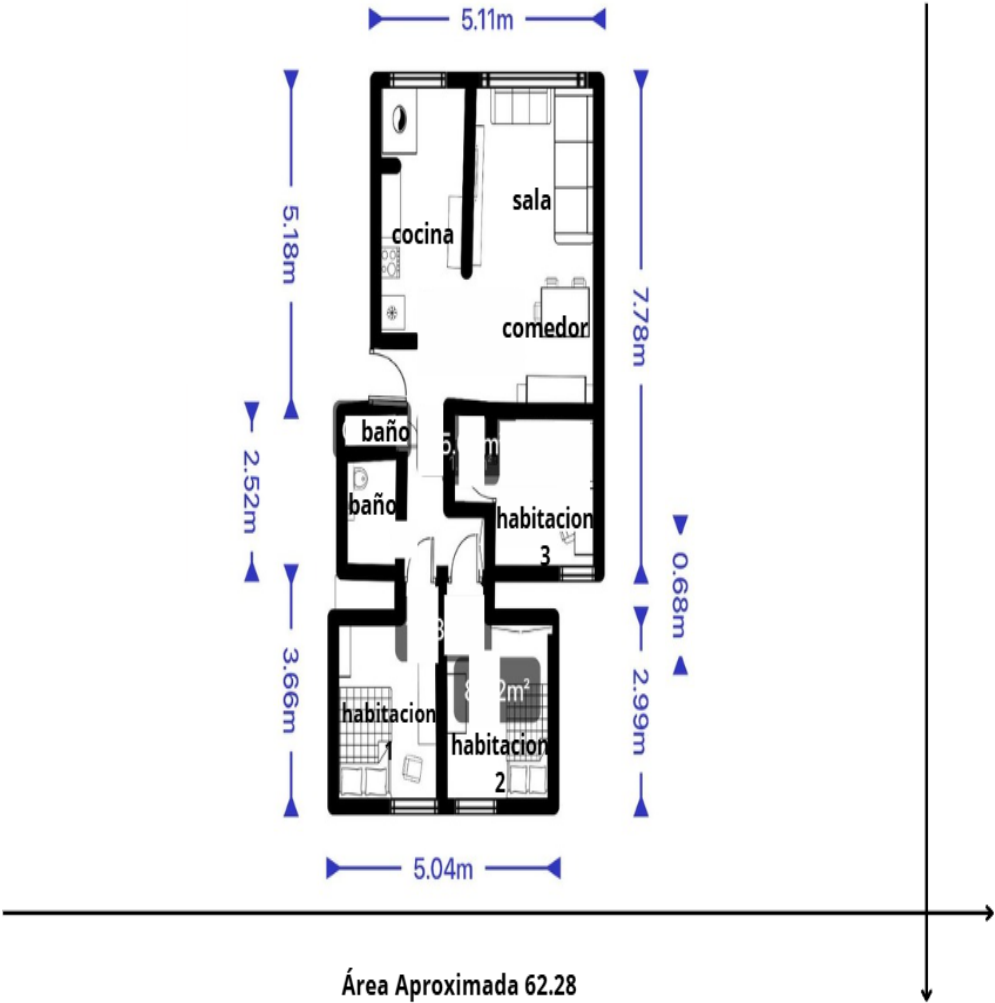 5.11m
5.18m
sala
cocina
7.78m
comedor
baño
2.52m
baño
habitacion
3
0.68m
3.66m
2.99m
habitacion
1
habitacion
2
5.04m
Área Aproximada 62.28